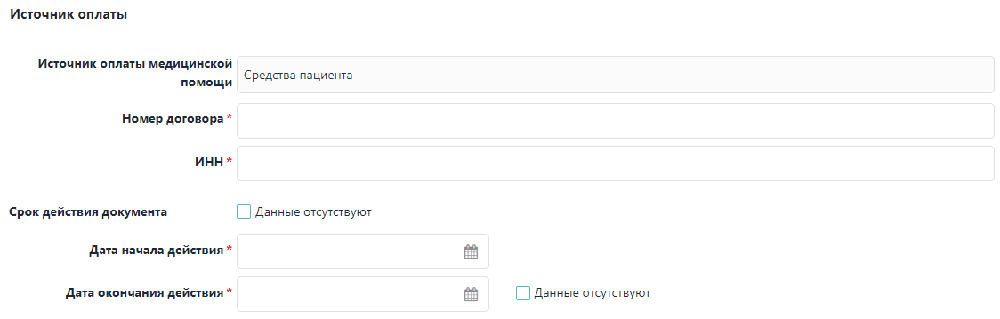 Источник оплаты
Источник оплаты медицинской
помощи
Средства пациента
Номер договора *
ИНН *
Срок действия документа
Данные отсутствуют
Дата начала действия *
Дата окончания действия *
Данные отсутствуют